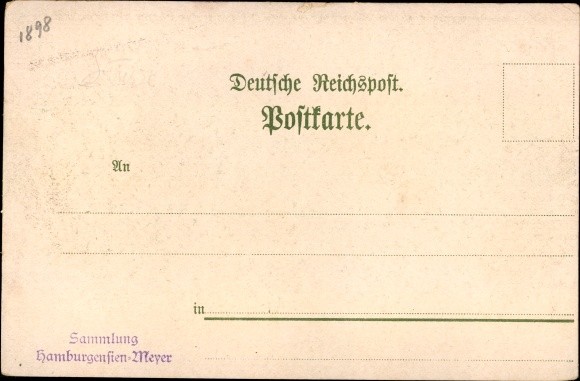 1898
Deutsche Reichspost.
Postkarte.
An
in
Sammlung
Hamburgensien-Meyer